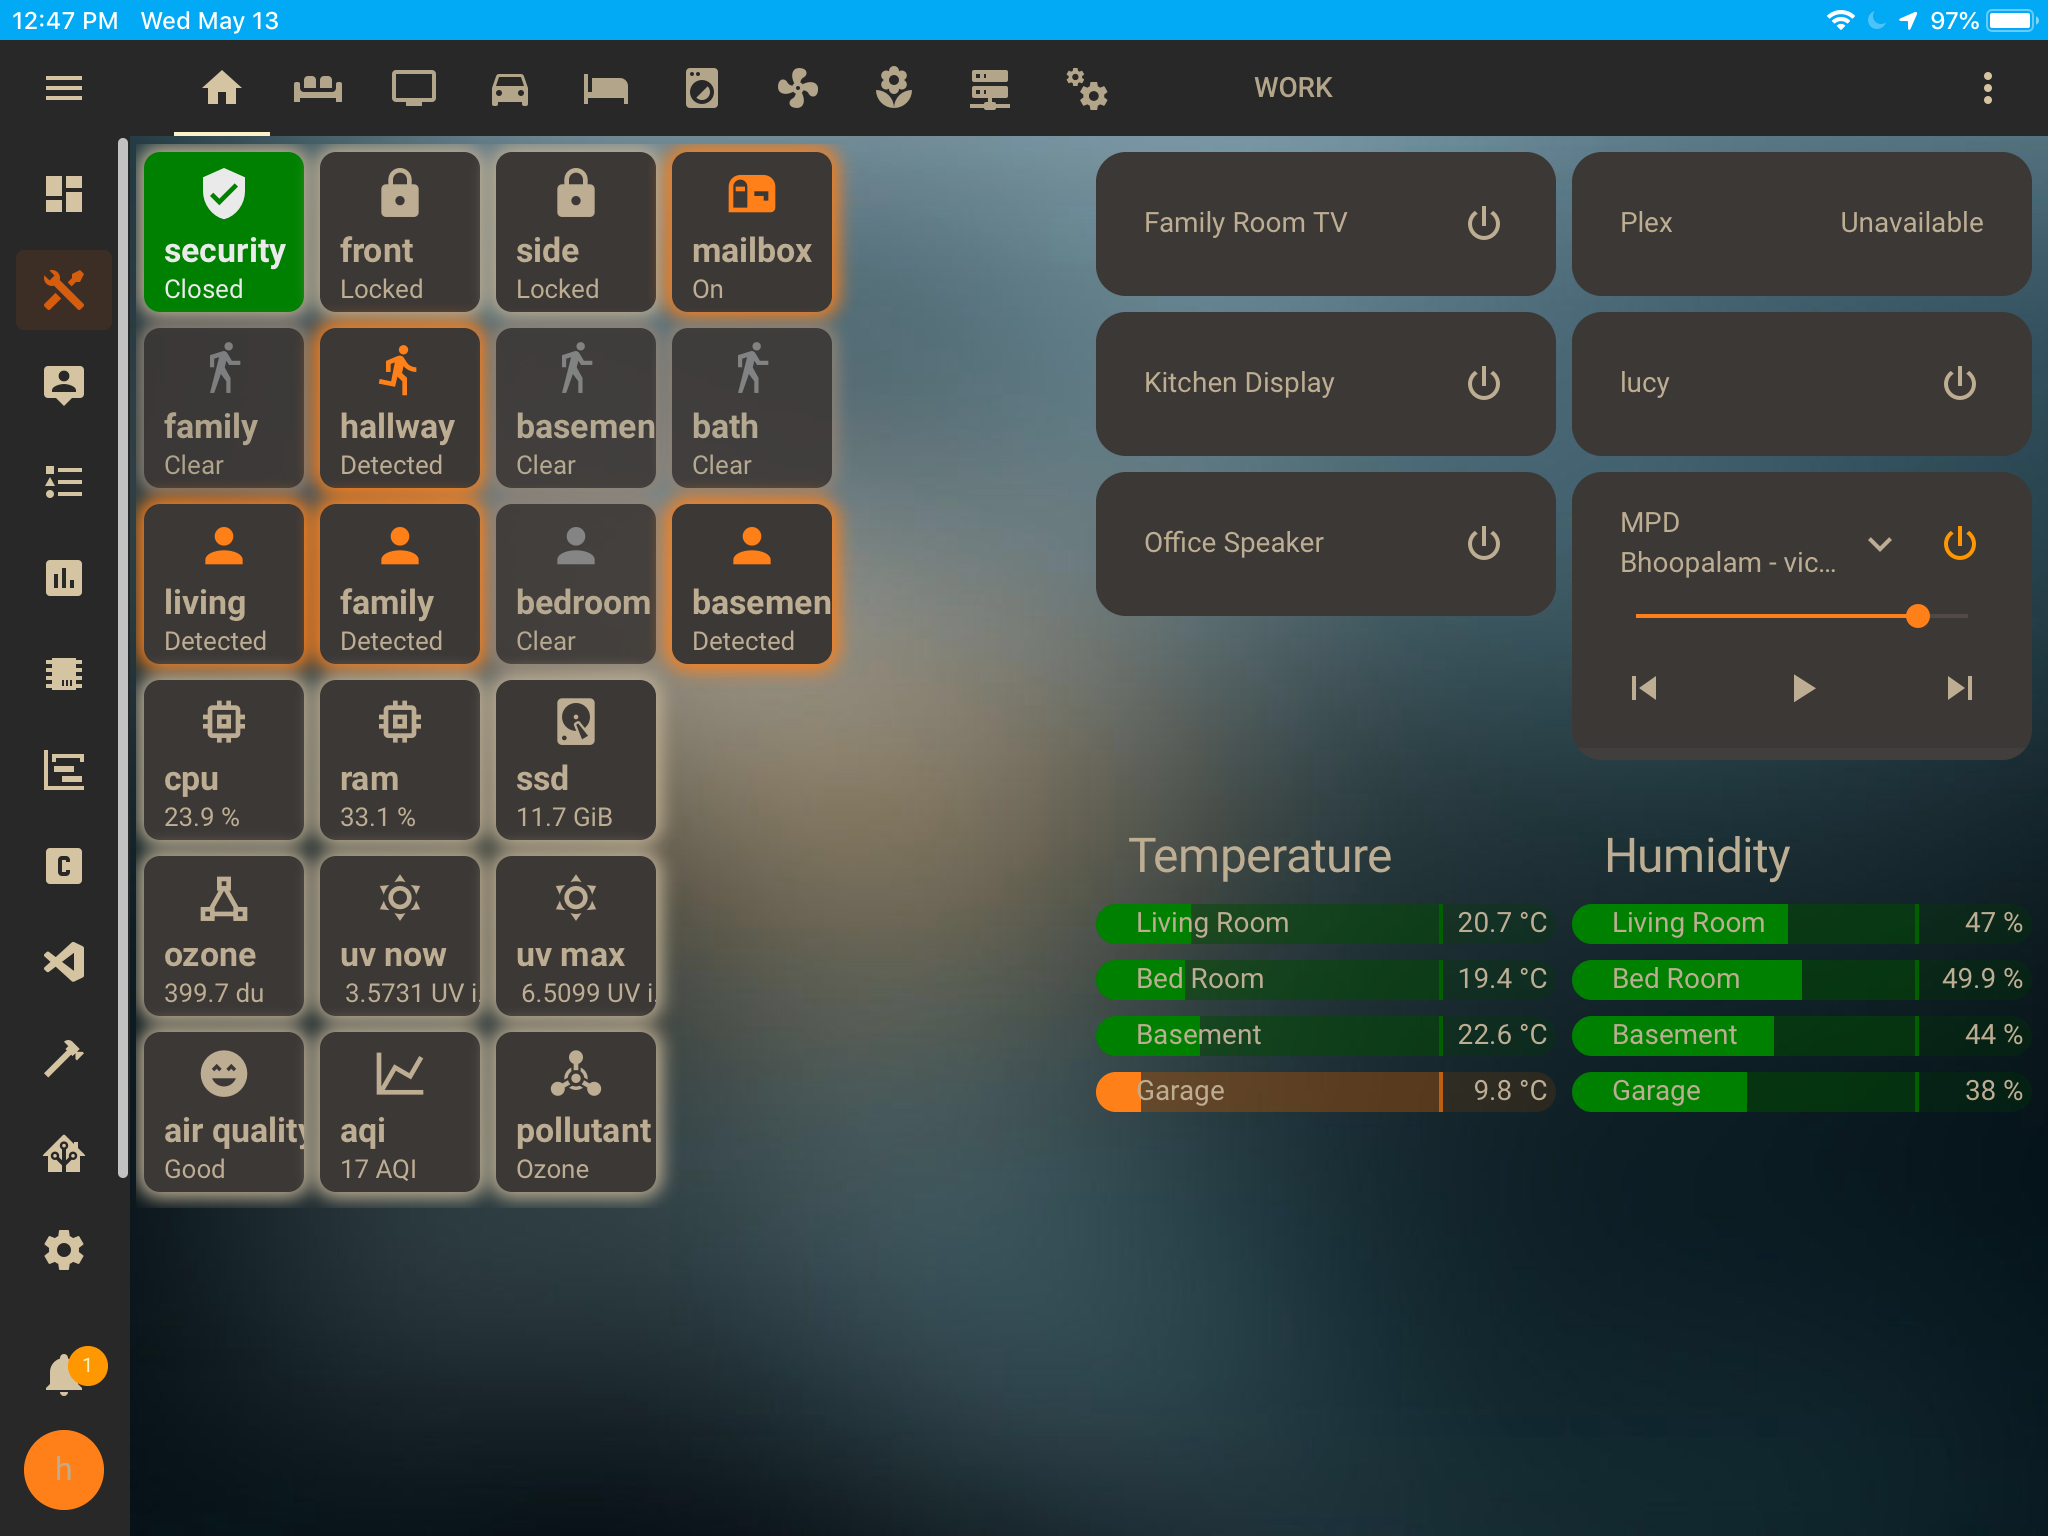 12:47 PM Wed May 13 97%
WORK
security front side mailbox
Closed Locked Locked On
family hallway basemen bath
Clear Detected Clear Clear
living family bedroom basemen
Detected Detected Clear Detected
cpu ram ssd
23.9 % 33.1 % 11.7 GiB
ozone uv now uv max
399.7 du 3.5731 UV i 6.5099 UV i
air quality aqi pollutant
Good 17 AQI Ozone
Family Room TV
Plex Unavailable
Kitchen Display
lucy
Office Speaker
MPD
Bhoopalam - vic...
Temperature
Living Room 20.7 °C
Bed Room 19.4 °C
Basement 22.6 °C
Garage 9.8 °C
Humidity
Living Room 47 %
Bed Room 49.9 %
Basement 44 %
Garage 38 %
C
1
h